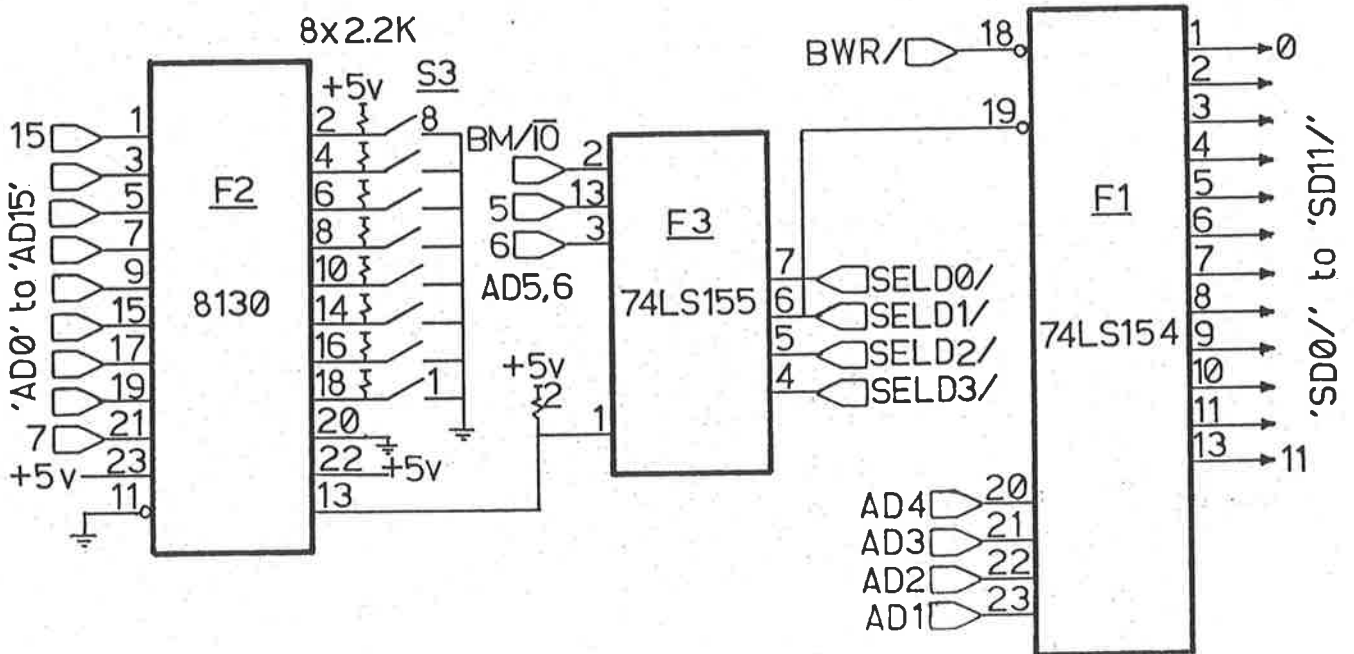 8x2.2K
S3
+5v
15
1
3
5
7
9
15
17
19
7
21
+5v
23
11
'AD0' to 'AD15'
F2
8130
2
4
6
8
10
14
16
18
20
22
13
8
1
+5v
BM/I̅O̅
2
5
13
6
3
AD5,6
+5v
2
1
F3
74LS155
7
6
5
4
SELD0/
SELD1/
SELD2/
SELD3/
BWR/
18
19
F1
74LS154
AD4
20
AD3
21
AD2
22
AD1
23
1
2
3
4
5
6
7
8
9
10
11
13
0
11
'SD0/' to 'SD11/'